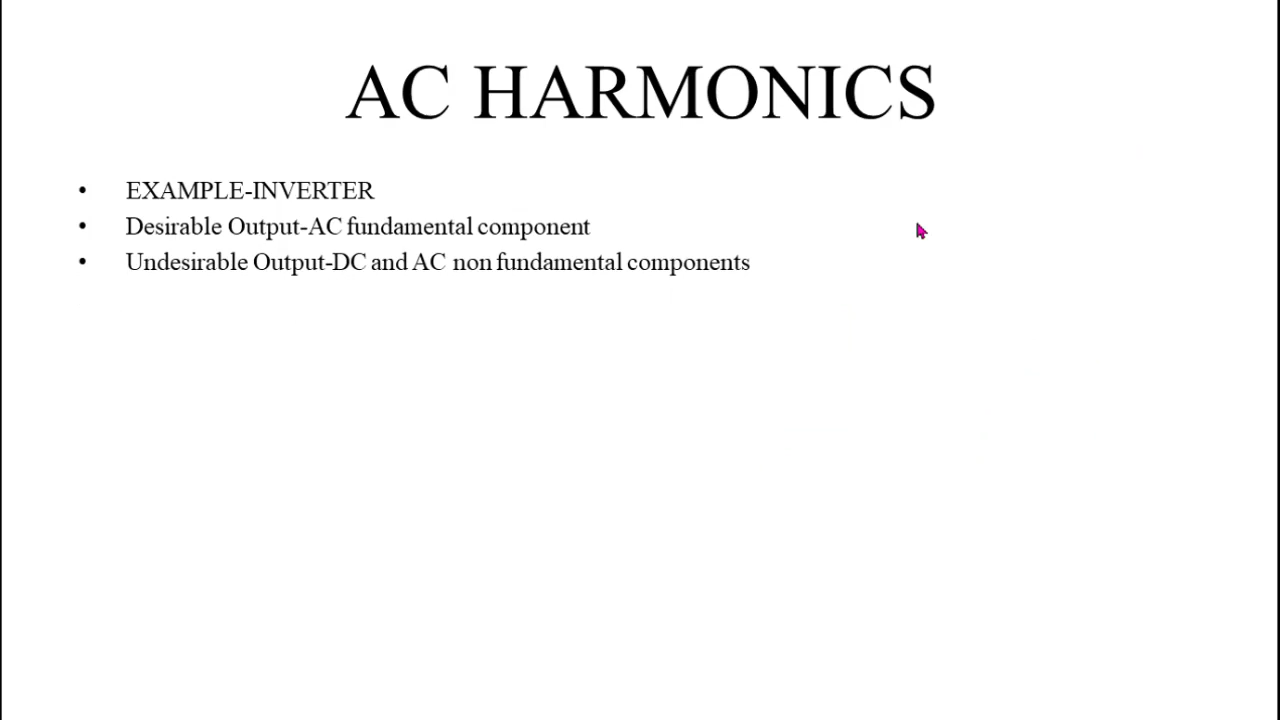 AC HARMONICS
• EXAMPLE-INVERTER
• Desirable Output-AC fundamental component
• Undesirable Output-DC and AC non fundamental components